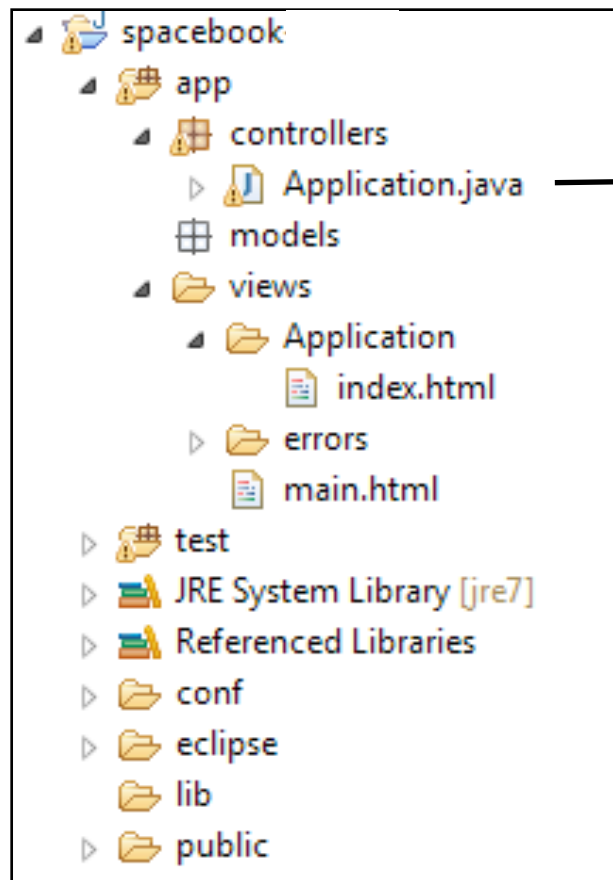 spacebook
app
controllers
Application.java
models
views
Application
index.html
errors
main.html
test
JRE System Library [jre7]
Referenced Libraries
conf
eclipse
lib
public